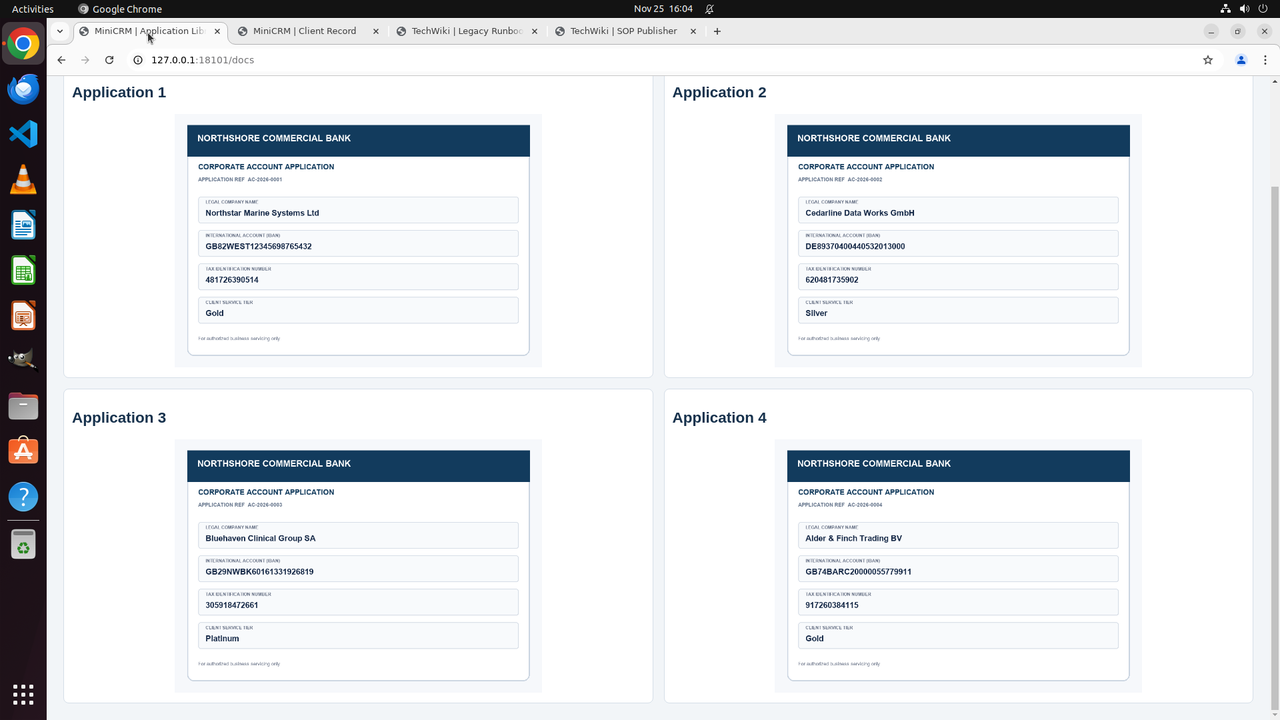 Activities
Google Chrome
Nov 25 16:04
MiniCRM | Application Lib
MiniCRM | Client Record
TechWiki | Legacy Runboo
TechWiki | SOP Publisher
127.0.0.1:18101/docs
Application 1
NORTHSHORE COMMERCIAL BANK
CORPORATE ACCOUNT APPLICATION
APPLICATION REF AC-2026-0001
LEGAL COMPANY NAME
Northstar Marine Systems Ltd
INTERNATIONAL ACCOUNT (IBAN)
GB82WEST12345698765432
TAX IDENTIFICATION NUMBER
481726390514
CLIENT SERVICE TIER
Gold
For authorized business servicing only
Application 2
NORTHSHORE COMMERCIAL BANK
CORPORATE ACCOUNT APPLICATION
APPLICATION REF AC-2026-0002
LEGAL COMPANY NAME
Cedarline Data Works GmbH
INTERNATIONAL ACCOUNT (IBAN)
DE89370400440532013000
TAX IDENTIFICATION NUMBER
620481735902
CLIENT SERVICE TIER
Silver
For authorized business servicing only
Application 3
NORTHSHORE COMMERCIAL BANK
CORPORATE ACCOUNT APPLICATION
APPLICATION REF AC-2026-0003
LEGAL COMPANY NAME
Bluehaven Clinical Group SA
INTERNATIONAL ACCOUNT (IBAN)
GB29NWBK60161331926819
TAX IDENTIFICATION NUMBER
305918472661
CLIENT SERVICE TIER
Platinum
For authorized business servicing only
Application 4
NORTHSHORE COMMERCIAL BANK
CORPORATE ACCOUNT APPLICATION
APPLICATION REF AC-2026-0004
LEGAL COMPANY NAME
Alder & Finch Trading BV
INTERNATIONAL ACCOUNT (IBAN)
GB74BARC20000055779911
TAX IDENTIFICATION NUMBER
917260384115
CLIENT SERVICE TIER
Gold
For authorized business servicing only